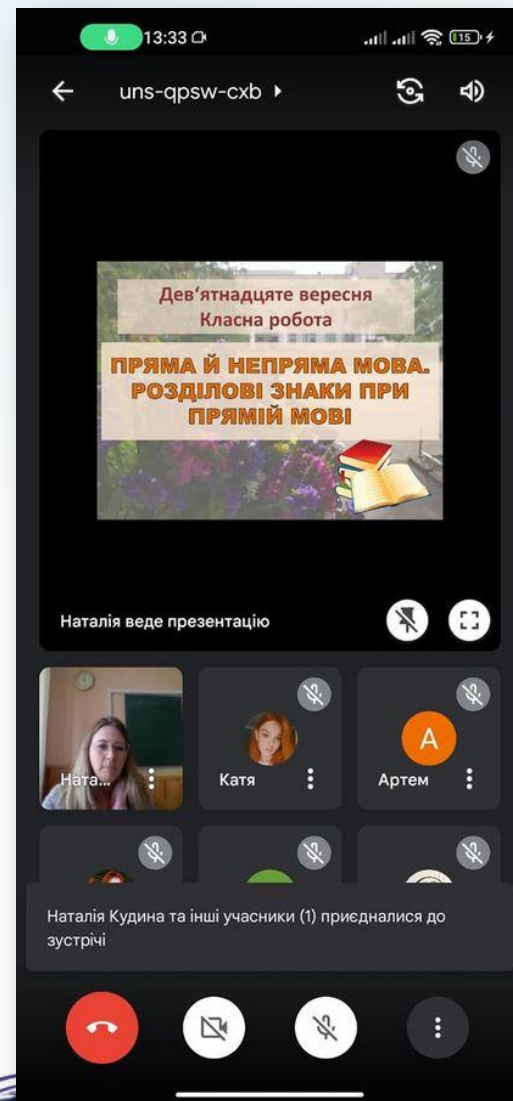 13:33
15
uns-qpsw-cxb
Дев‘ятнадцяте вересня
Класна робота
ПРЯМА Й НЕПРЯМА МОВА.
РОЗДІЛОВІ ЗНАКИ ПРИ
ПРЯМІЙ МОВІ
Наталія веде презентацію
Ната...
Катя
А
Артем
Наталія Кудина та інші учасники (1) приєдналися до
зустрічі